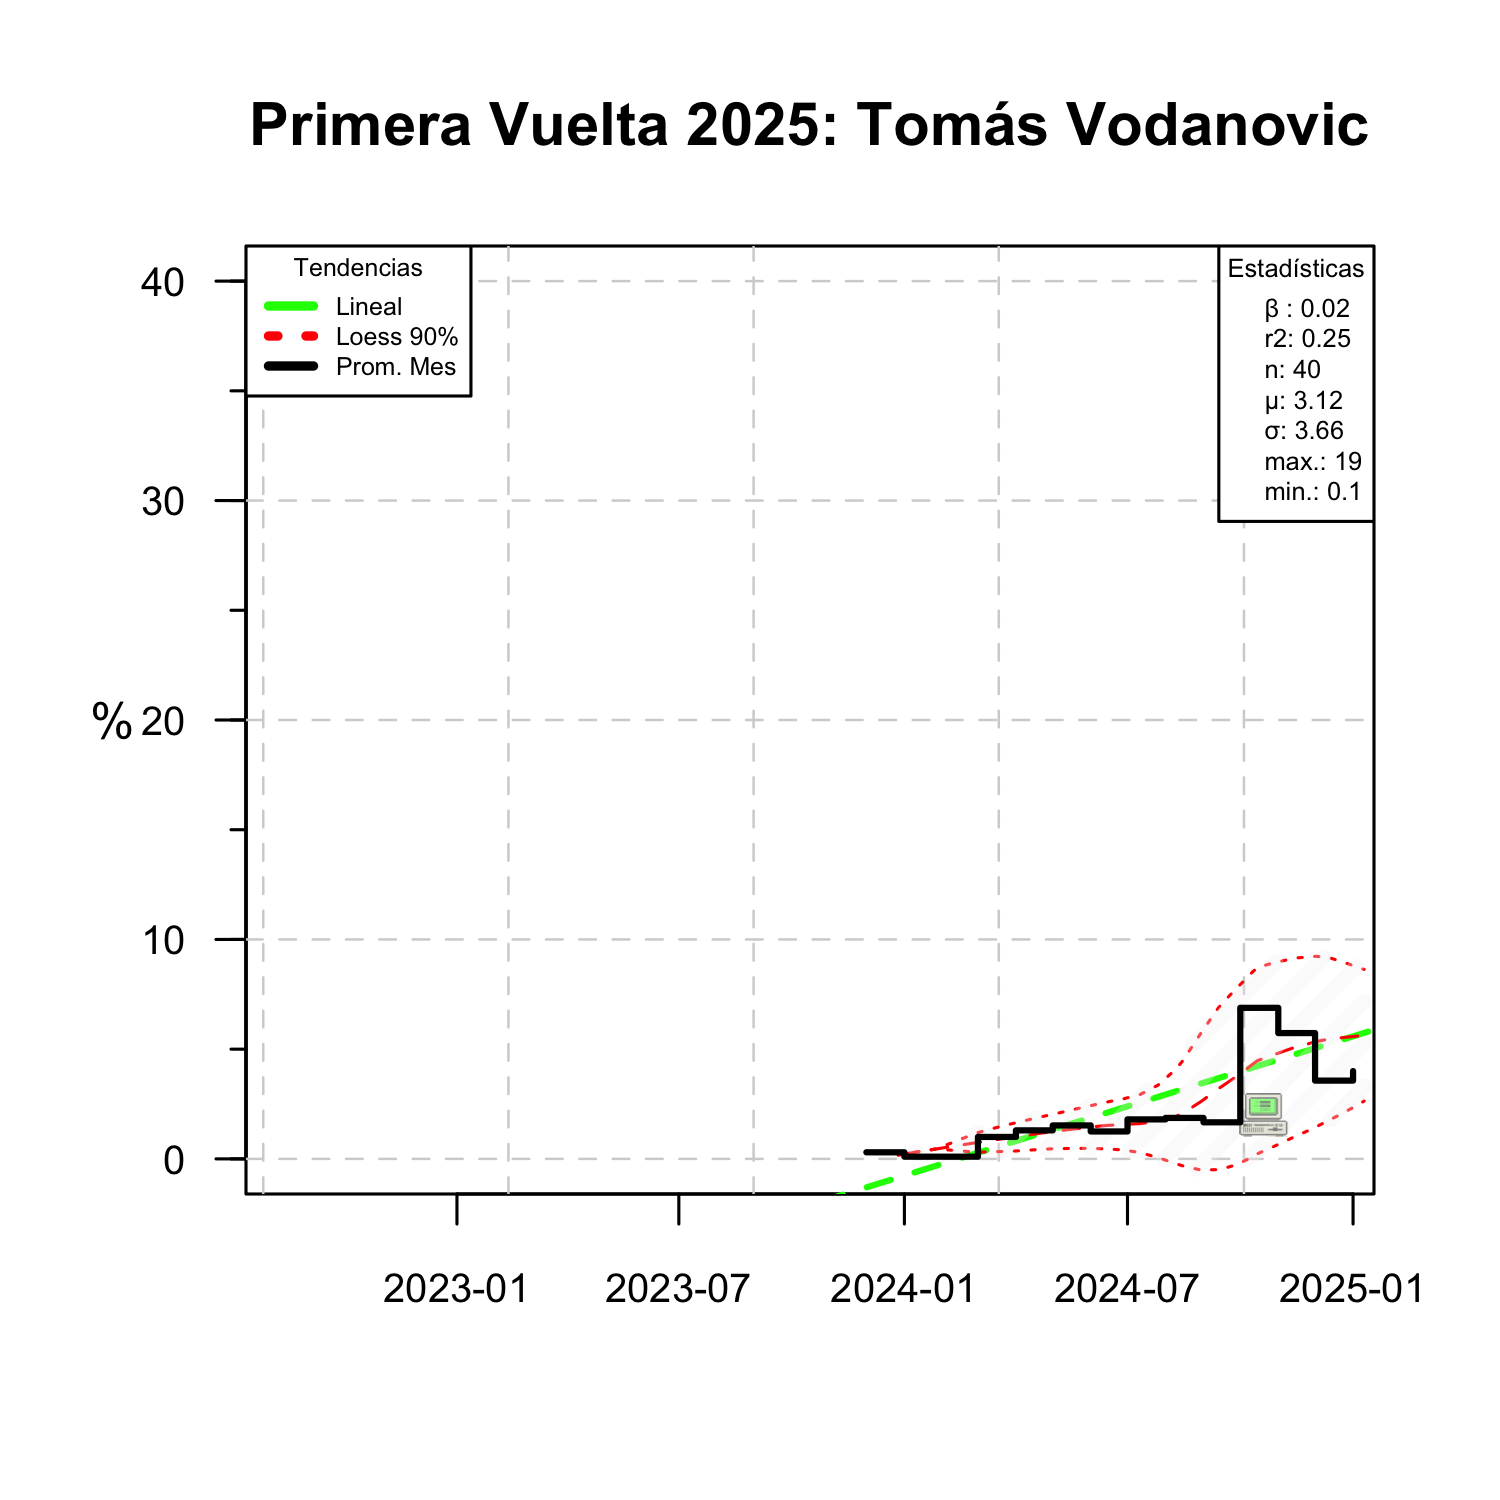 Primera Vuelta 2025: Tomás Vodanovic
Tendencias
Lineal
Loess 90%
Prom. Mes
Estadísticas
β : 0.02
r2: 0.25
n: 40
μ: 3.12
σ: 3.66
max.: 19
min.: 0.1
40
30
% 20
10
0
2023-01 2023-07 2024-01 2024-07 2025-01